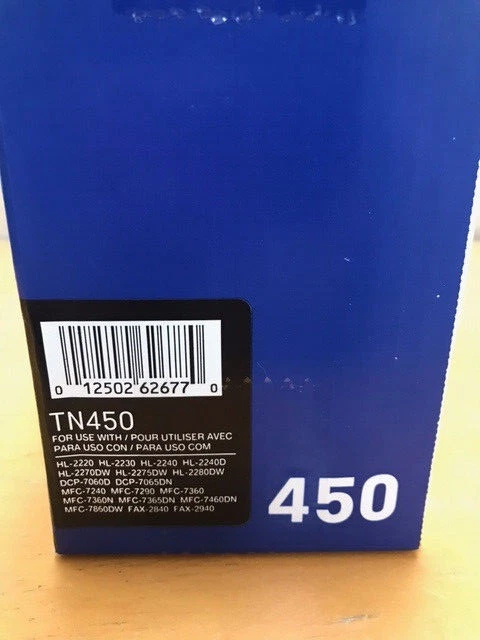 0 12502 62677 0
TN450
FOR USE WITH / POUR UTILISER AVEC
PARA USO CON / PARA USO COM
HL-2220 HL-2230 HL-2240 HL-2240D
HL-2270DW HL-2275DW HL-2280DW
DCP-7060D DCP-7065DN
MFC-7240 MFC-7290 MFC-7360
MFC-7360N MFC-7365DN MFC-7460DN
MFC-7860DW FAX-2840 FAX-2940
450